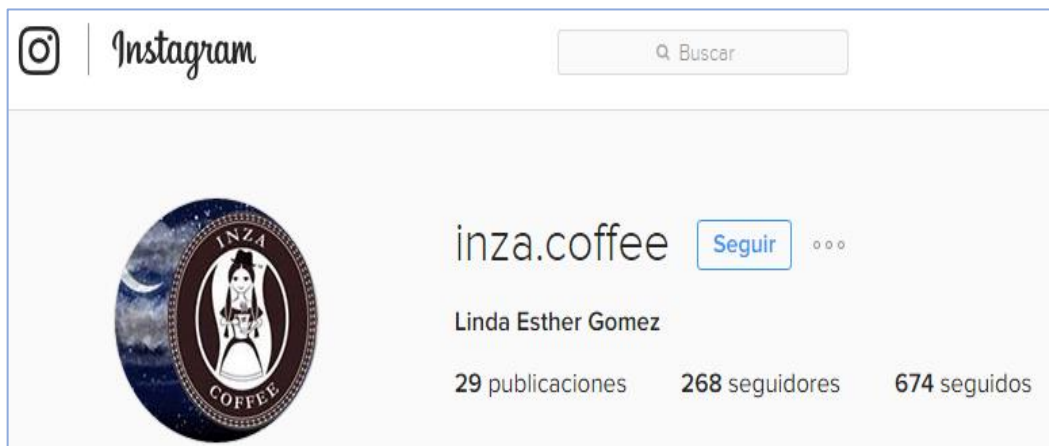 Instagram
Buscar
INZA
COFFEE
inza.coffee Seguir
Linda Esther Gomez
29 publicaciones 268 seguidores 674 seguidos